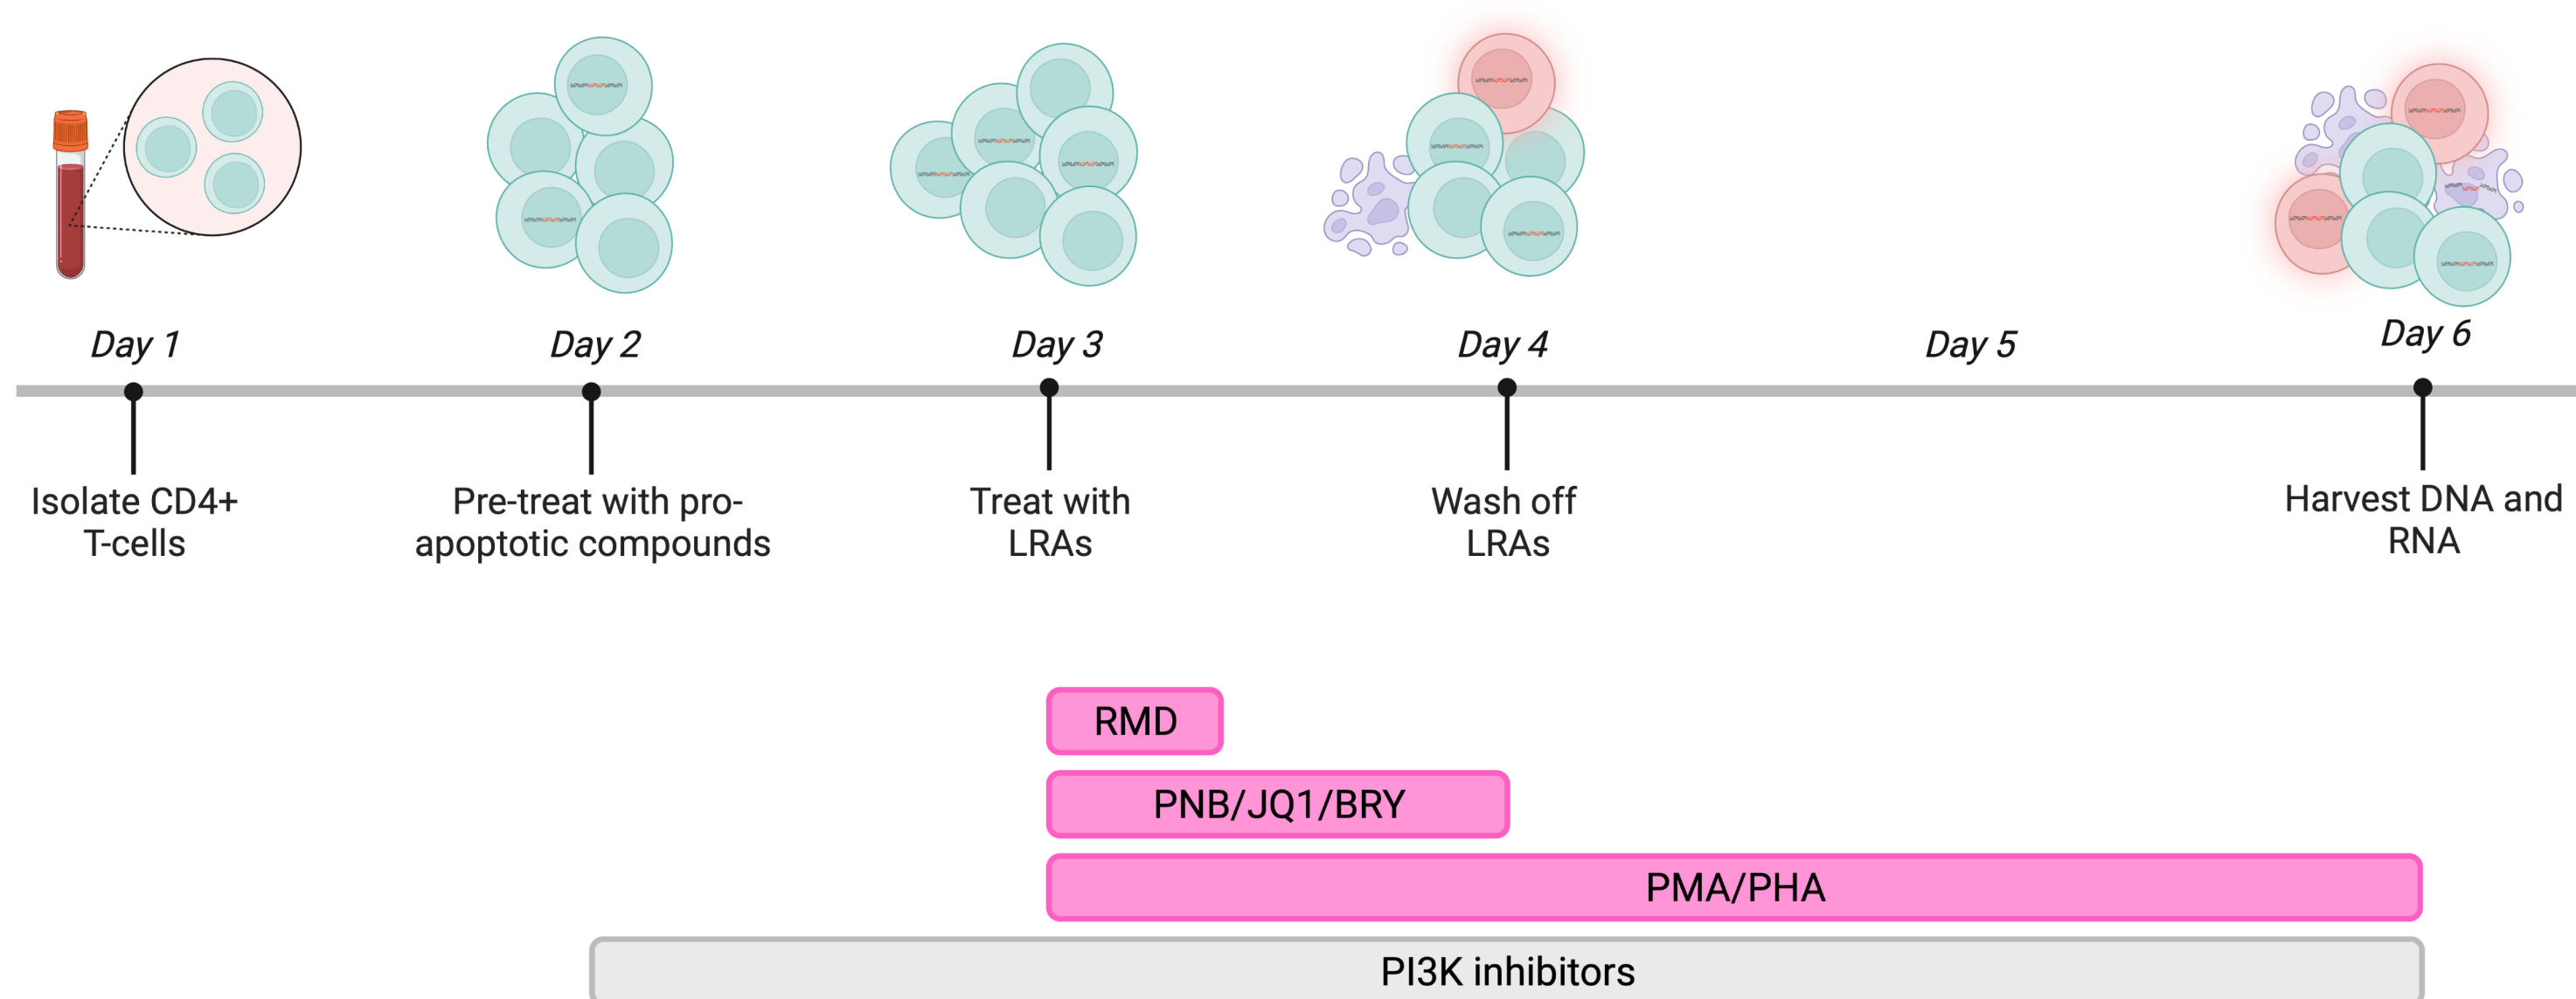 Day 1
Day 2
Day 3
Day 4
Day 5
Day 6
Isolate CD4+
T-cells
Pre-treat with pro-
apoptotic compounds
Treat with
LRAs
Wash off
LRAs
Harvest DNA and
RNA
RMD
PNB/JQ1/BRY
PMA/PHA
PI3K inhibitors